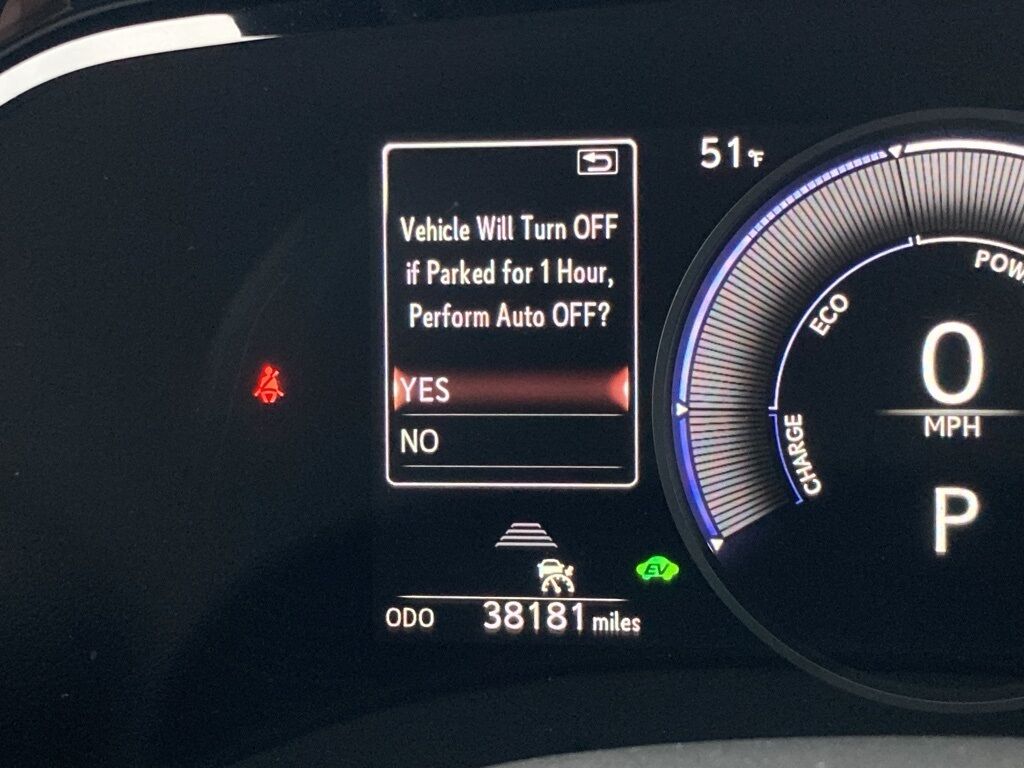 51°F
Vehicle Will Turn OFF
if Parked for 1 Hour,
Perform Auto OFF?
YES
NO
ECO
CHARGE
0
MPH
P
EV
ODO 38181 miles